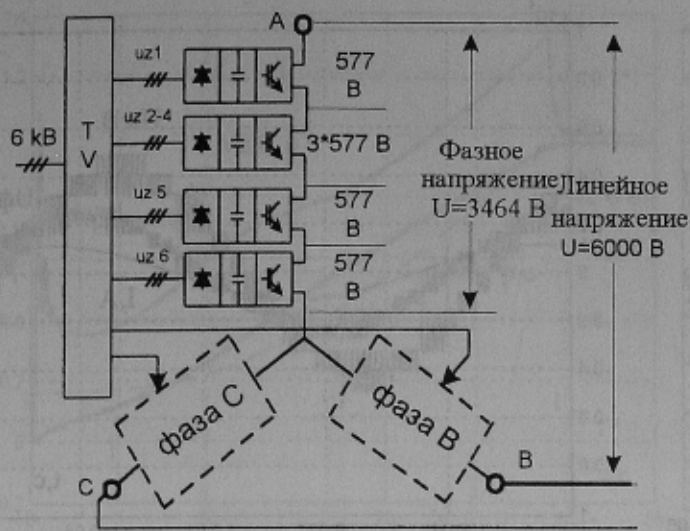 A
uz1
577
В
uz 2-4
6 kB
T
V
3*577 В
Фазное
напряжение
U=3464 В
Линейное
напряжение
U=6000 В
uz 5
577
В
uz 6
577
В
фаза С
фаза В
С
В